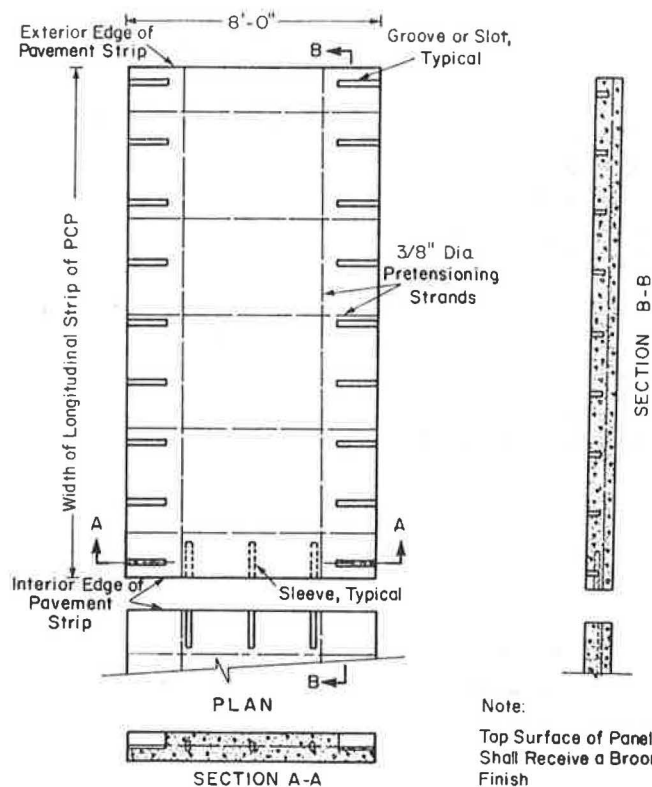 8'-0"
Exterior Edge of
Pavement Strip
B
Groove or Slot,
Typical
Width of Longitudinal Strip of PCP
3/8" Dia
Pretensioning
Strands
SECTION B-B
A
A
Interior Edge of
Pavement
Strip
Sleeve, Typical
B
PLAN
SECTION A-A
Note:
Top Surface of Panel
Shall Receive a Broom
Finish